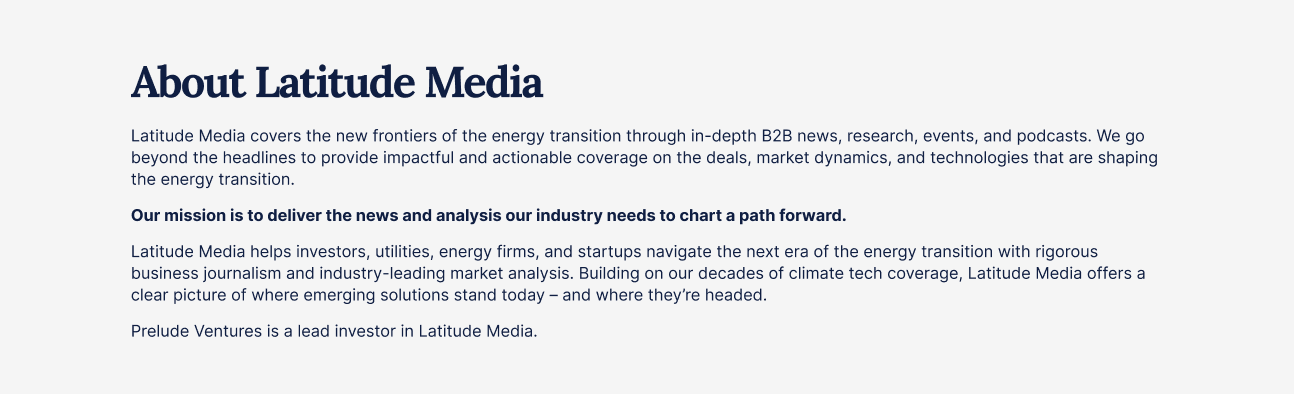 About Latitude Media
Latitude Media covers the new frontiers of the energy transition through in-depth B2B news, research, events, and podcasts. We go
beyond the headlines to provide impactful and actionable coverage on the deals, market dynamics, and technologies that are shaping
the energy transition.
Our mission is to deliver the news and analysis our industry needs to chart a path forward.
Latitude Media helps investors, utilities, energy firms, and startups navigate the next era of the energy transition with rigorous
business journalism and industry-leading market analysis. Building on our decades of climate tech coverage, Latitude Media offers a
clear picture of where emerging solutions stand today – and where they’re headed.
Prelude Ventures is a lead investor in Latitude Media.